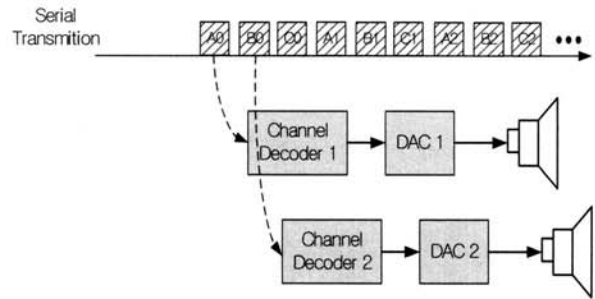 Serial
Transmition
A0 B0 C0 A1 B1 C1 A2 B2 C2 •••
Channel
Decoder 1
DAC 1
Channel
Decoder 2
DAC 2